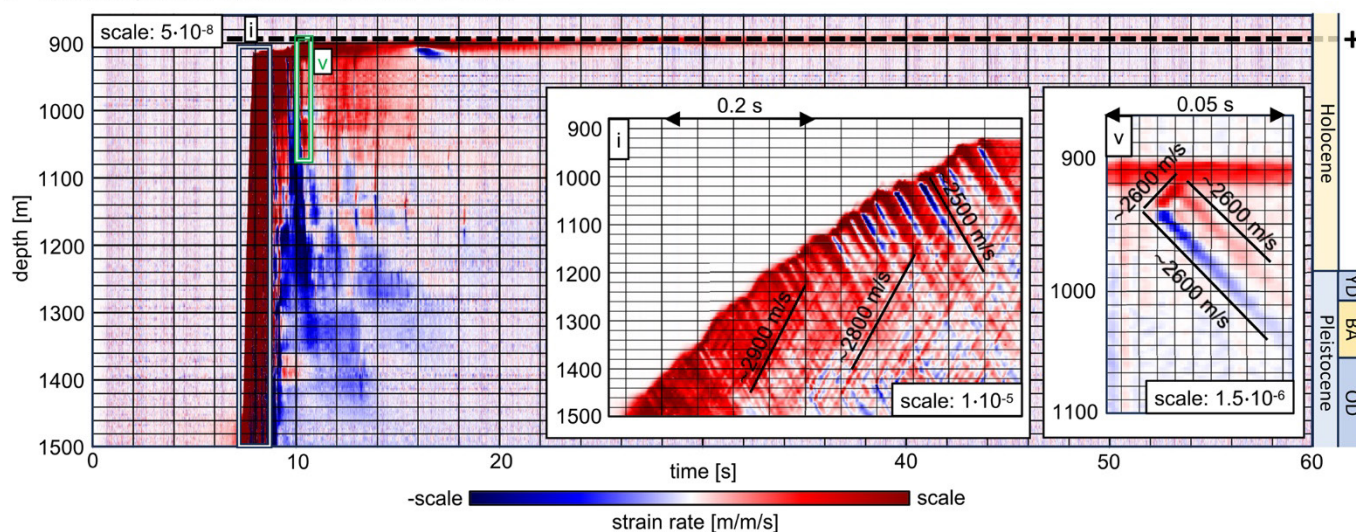 scale: 5·10⁻⁸
i
v
900
1000
1100
1200
1300
1400
1500
depth [m]
0
10
20
40
50
60
time [s]
i
0.2 s
900
1000
1100
1200
1300
1400
1500
~2900 m/s
~2800 m/s
~2500 m/s
scale: 1·10⁻⁵
v
0.05 s
900
1000
1100
~2600 m/s
~2600 m/s
~2600 m/s
scale: 1.5·10⁻⁶
Holocene
Pleistocene
YD
BA
OD
+
-scale
scale
strain rate [m/m/s]